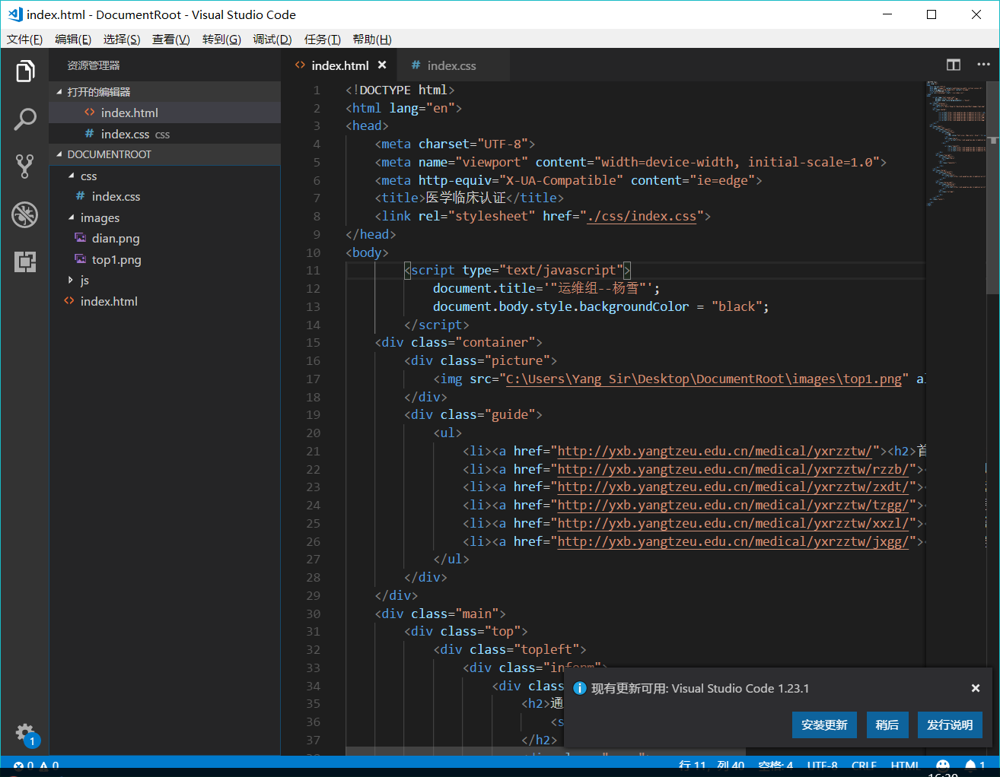 index.html - DocumentRoot - Visual Studio Code
文件(F) 编辑(E) 选择(S) 查看(V) 转到(G) 调试(D) 任务(T) 帮助(H)
资源管理器
打开的编辑器
index.html
index.css css
DOCUMENTROOT
css
index.css
images
dian.png
top1.png
js
index.html
1
index.html
index.css
1 <!DOCTYPE html>
2 <html lang="en">
3 <head>
4 <meta charset="UTF-8">
5 <meta name="viewport" content="width=device-width, initial-scale=1.0">
6 <meta http-equiv="X-UA-Compatible" content="ie=edge">
7 <title>医学临床认证</title>
8 <link rel="stylesheet" href="./css/index.css">
9 </head>
10 <body>
11 <script type="text/javascript">
12 document.title='"运维组--杨雪"';
13 document.body.style.backgroundColor = "black";
14 </script>
15 <div class="container">
16 <div class="picture">
17 <img src="C:\Users\Yang Sir\Desktop\DocumentRoot\images\top1.png" al
18 </div>
19 <div class="guide">
20 <ul>
21 <li><a href="http://yxb.yangtzeu.edu.cn/medical/yxrzztw/"><h2>首
22 <li><a href="http://yxb.yangtzeu.edu.cn/medical/yxrzztw/rzzb/"><
23 <li><a href="http://yxb.yangtzeu.edu.cn/medical/yxrzztw/zxdt/"><
24 <li><a href="http://yxb.yangtzeu.edu.cn/medical/yxrzztw/tzgg/"><
25 <li><a href="http://yxb.yangtzeu.edu.cn/medical/yxrzztw/xxzl/"><
26 <li><a href="http://yxb.yangtzeu.edu.cn/medical/yxrzztw/jxgg/"><
27 </ul>
28 </div>
29 </div>
30 <div class="main">
31 <div class="top">
32 <div class="topleft">
33 <div class="inform">
34 <div class
35 <h2>通
36 <s
37 </h2>
现有更新可用: Visual Studio Code 1.23.1
安装更新 稍后 发行说明
0 0 行 11，列 40 空格: 4 UTF-8 CRLF HTML 1